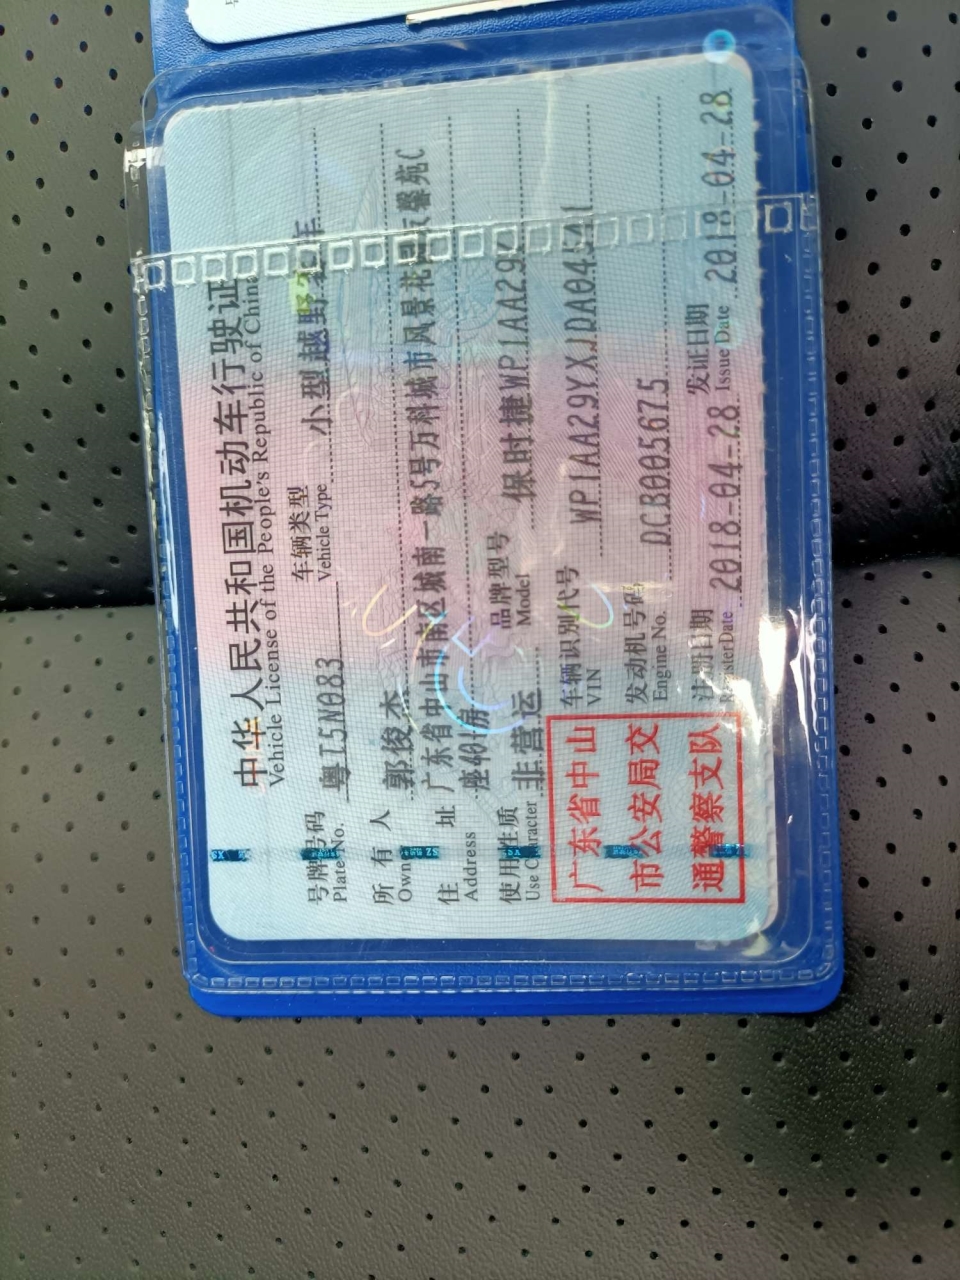 中华人民共和国机动车行驶证
Vehicle License of the People's Republic of China
号牌号码 粤T5N083 车辆类型 小型越野客车
Plate No. Vehicle Type
所有人 郭俊杰
Owner
住址 广东省中山市南区城南一路5号万科城市风景花园馨苑C
Address 座401房
使用性质 非营运 品牌型号 保时捷WP1AA29Y
Use Character Model
广东省中山
市公安局交
通警察支队
车辆识别代号 WP1AA29YXJDA04541
VIN
发动机号码 DCB005675
Engine No.
注册日期 2018-04-28 发证日期 2018-04-28
Register Date Issue Date